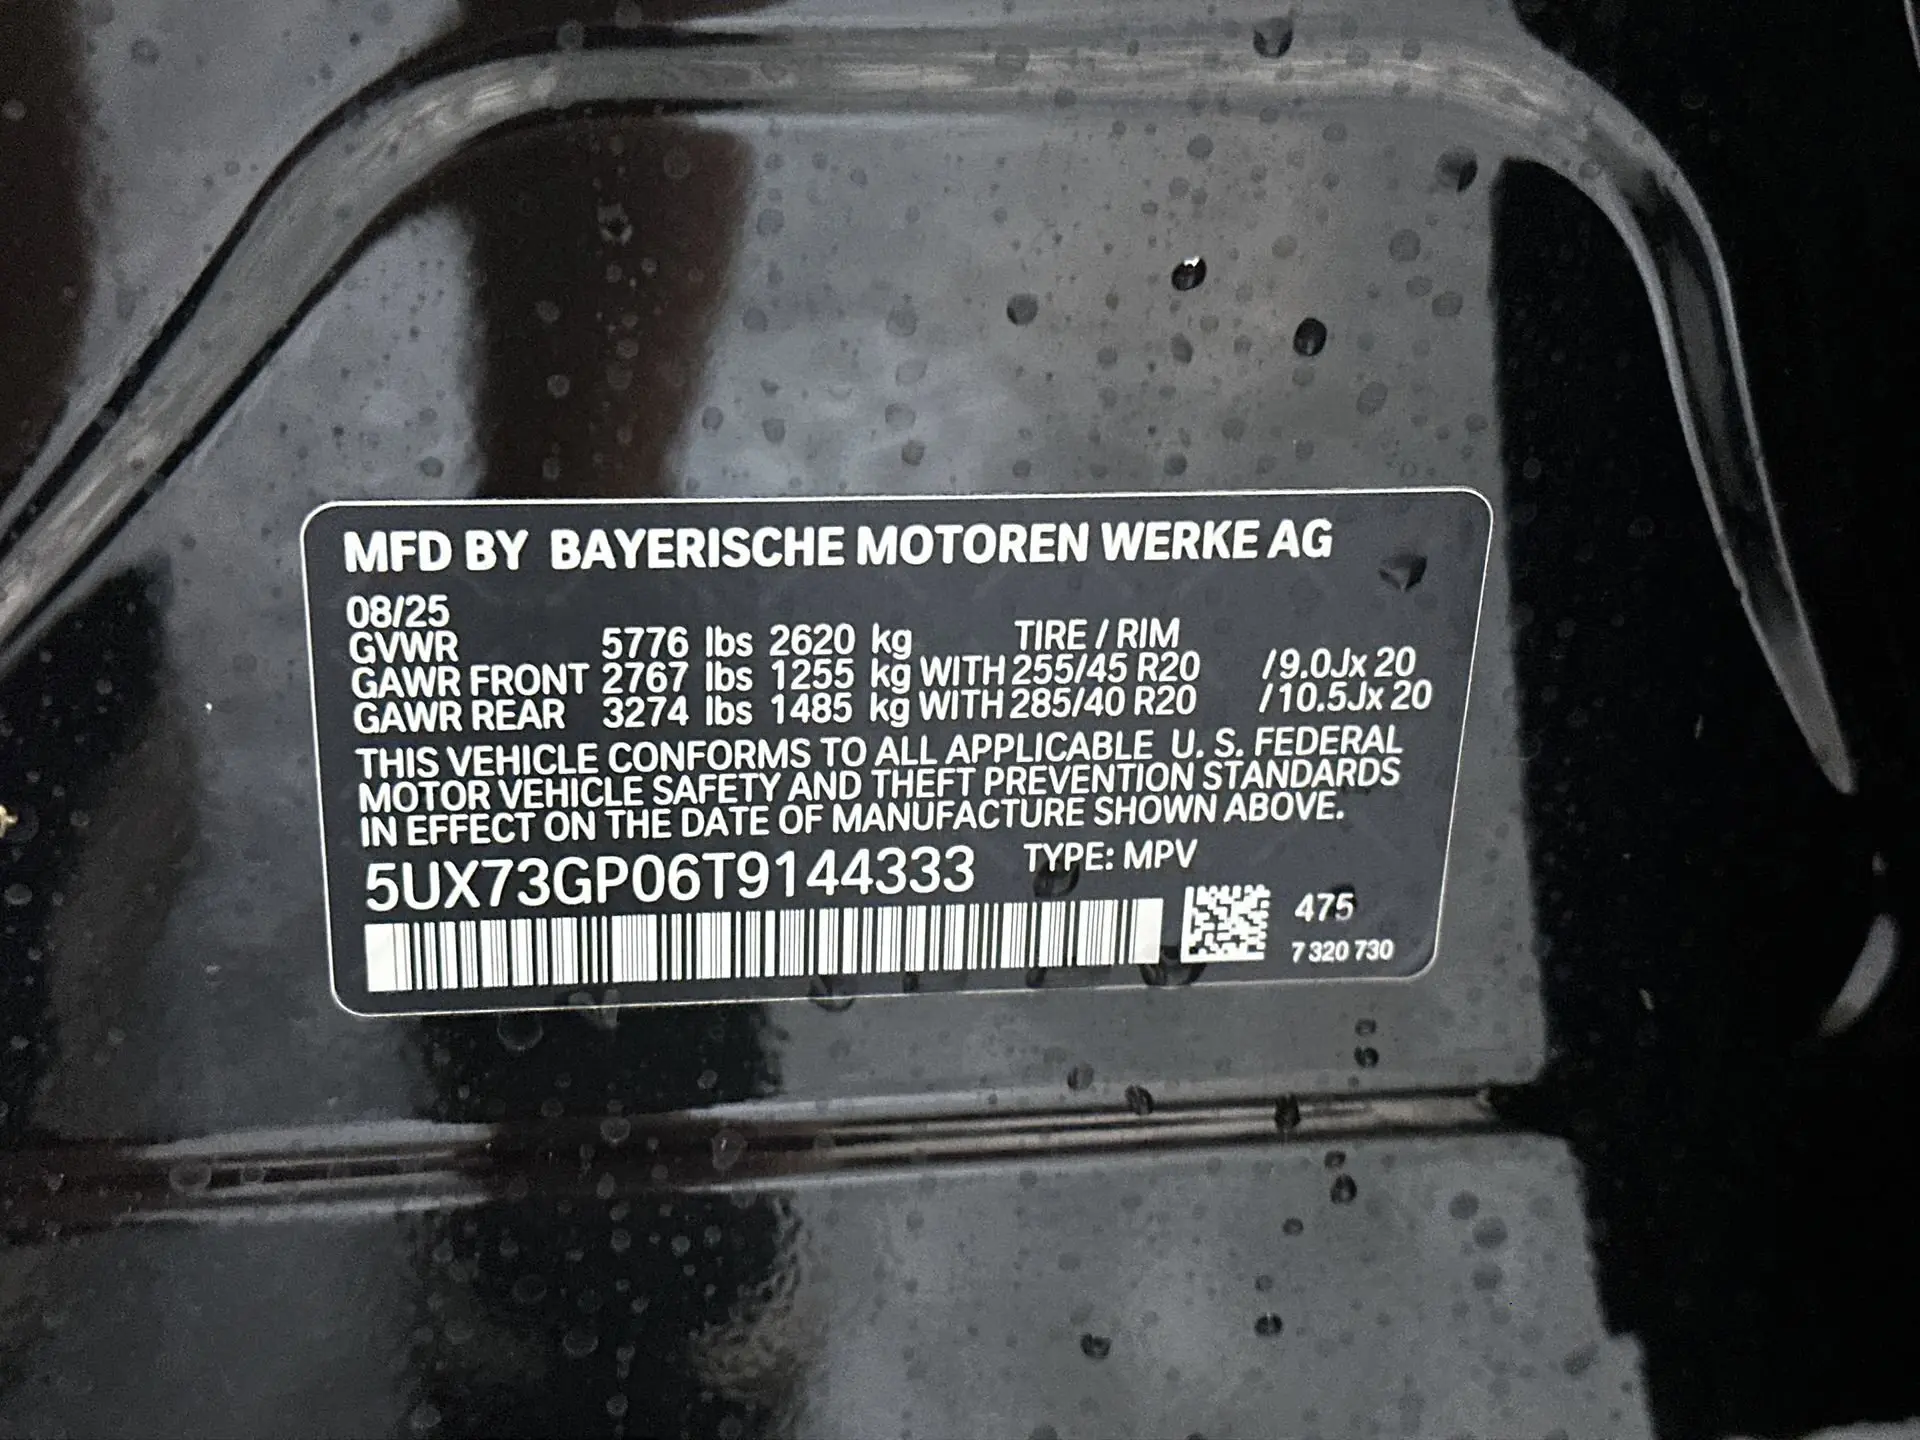 MFD BY BAYERISCHE MOTOREN WERKE AG
08/25
GVWR 5776 lbs 2620 kg TIRE / RIM
GAWR FRONT 2767 lbs 1255 kg WITH 255/45 R20 /9.0Jx 20
GAWR REAR 3274 lbs 1485 kg WITH 285/40 R20 /10.5Jx 20
THIS VEHICLE CONFORMS TO ALL APPLICABLE U. S. FEDERAL
MOTOR VEHICLE SAFETY AND THEFT PREVENTION STANDARDS
IN EFFECT ON THE DATE OF MANUFACTURE SHOWN ABOVE.
5UX73GP06T9144333 TYPE: MPV
475
7 320 730